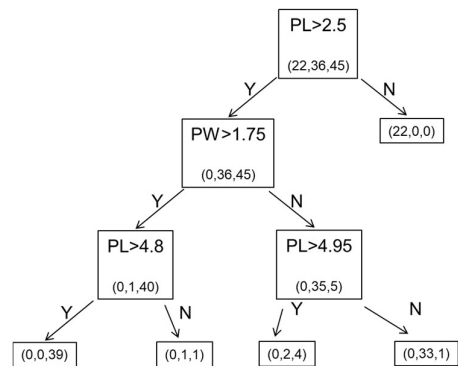 PL>2.5
(22,36,45)
Y
N
PW>1.75
(0,36,45)
(22,0,0)
Y
N
PL>4.8
(0,1,40)
PL>4.95
(0,35,5)
Y
N
Y
N
(0,0,39)
(0,1,1)
(0,2,4)
(0,33,1)